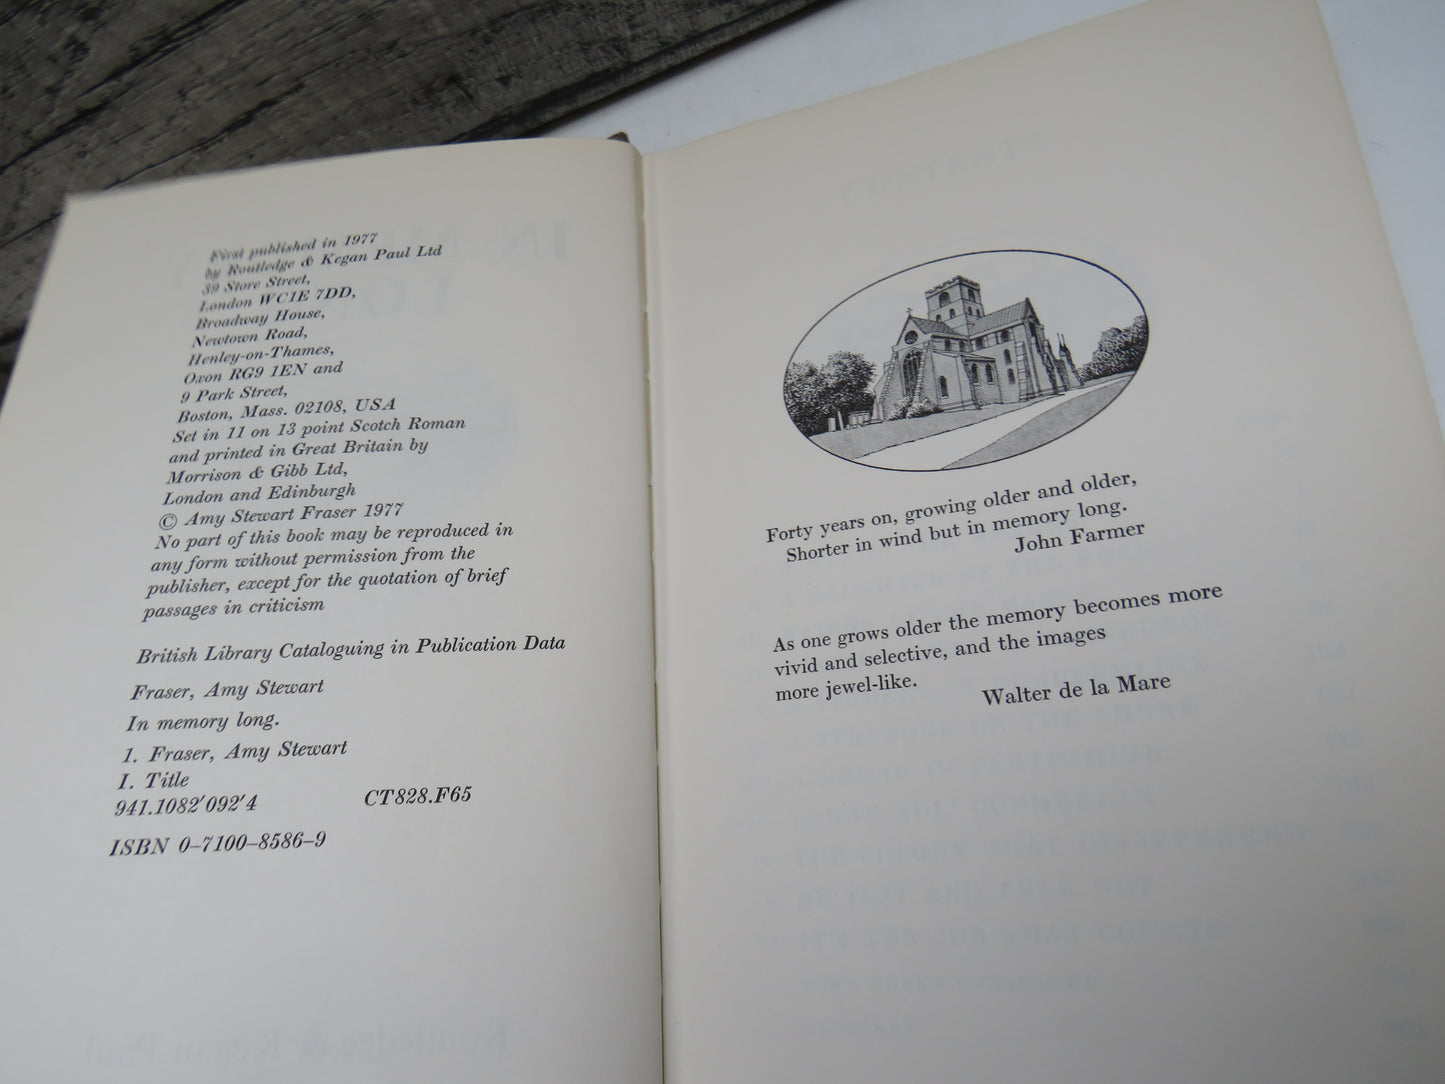 First published in 1977
by Routledge & Kegan Paul Ltd
39 Store Street,
London WC1E 7DD,
Broadway House,
Newtown Road,
Henley-on-Thames,
Oxon RG9 1EN and
9 Park Street,
Boston, Mass. 02108, USA
Set in 11 on 13 point Scotch Roman
and printed in Great Britain by
Morrison & Gibb Ltd,
London and Edinburgh
© Amy Stewart Fraser 1977
No part of this book may be reproduced in
any form without permission from the
publisher, except for the quotation of brief
passages in criticism
British Library Cataloguing in Publication Data
Fraser, Amy Stewart
In memory long.
1. Fraser, Amy Stewart
I. Title
941.1082'092'4 CT828.F65
ISBN 0–7100–8586–9
Forty years on, growing older and older,
Shorter in wind but in memory long.
John Farmer
As one grows older the memory becomes more
vivid and selective, and the images
more jewel-like.
Walter de la Mare